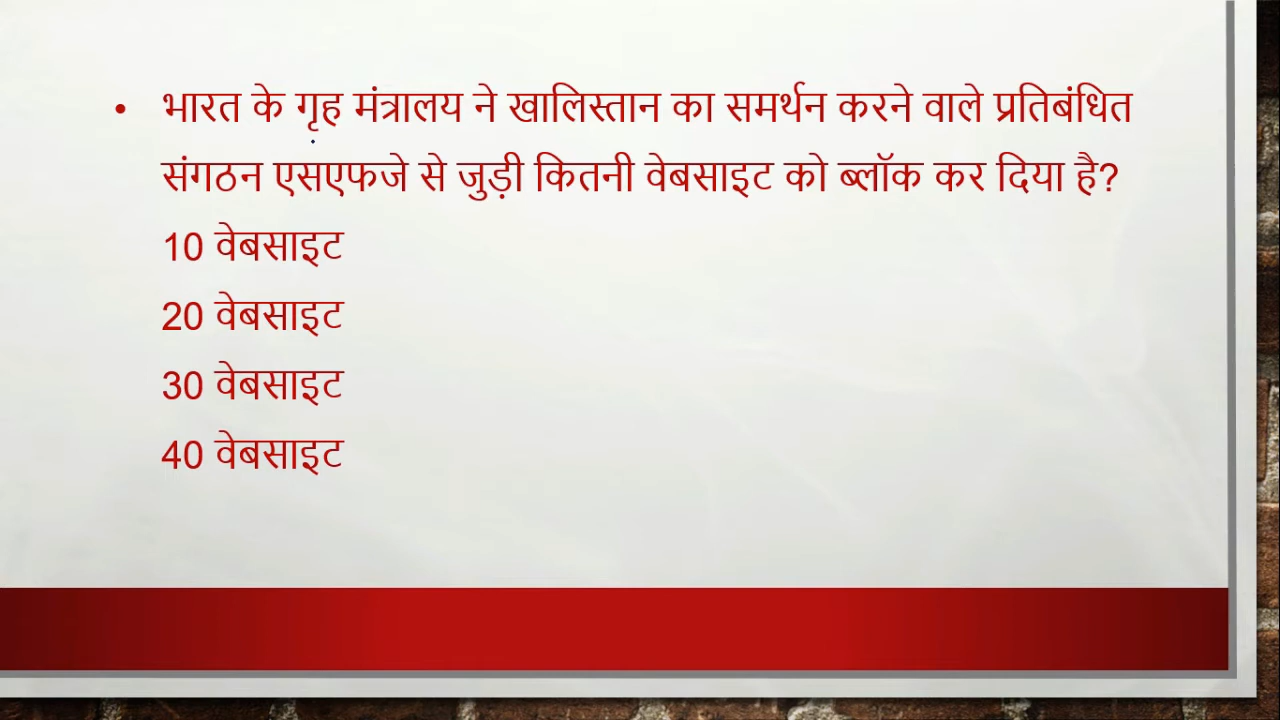 • भारत के गृह मंत्रालय ने खालिस्तान का समर्थन करने वाले प्रतिबंधित
संगठन एसएफजे से जुड़ी कितनी वेबसाइट को ब्लॉक कर दिया है?
10 वेबसाइट
20 वेबसाइट
30 वेबसाइट
40 वेबसाइट